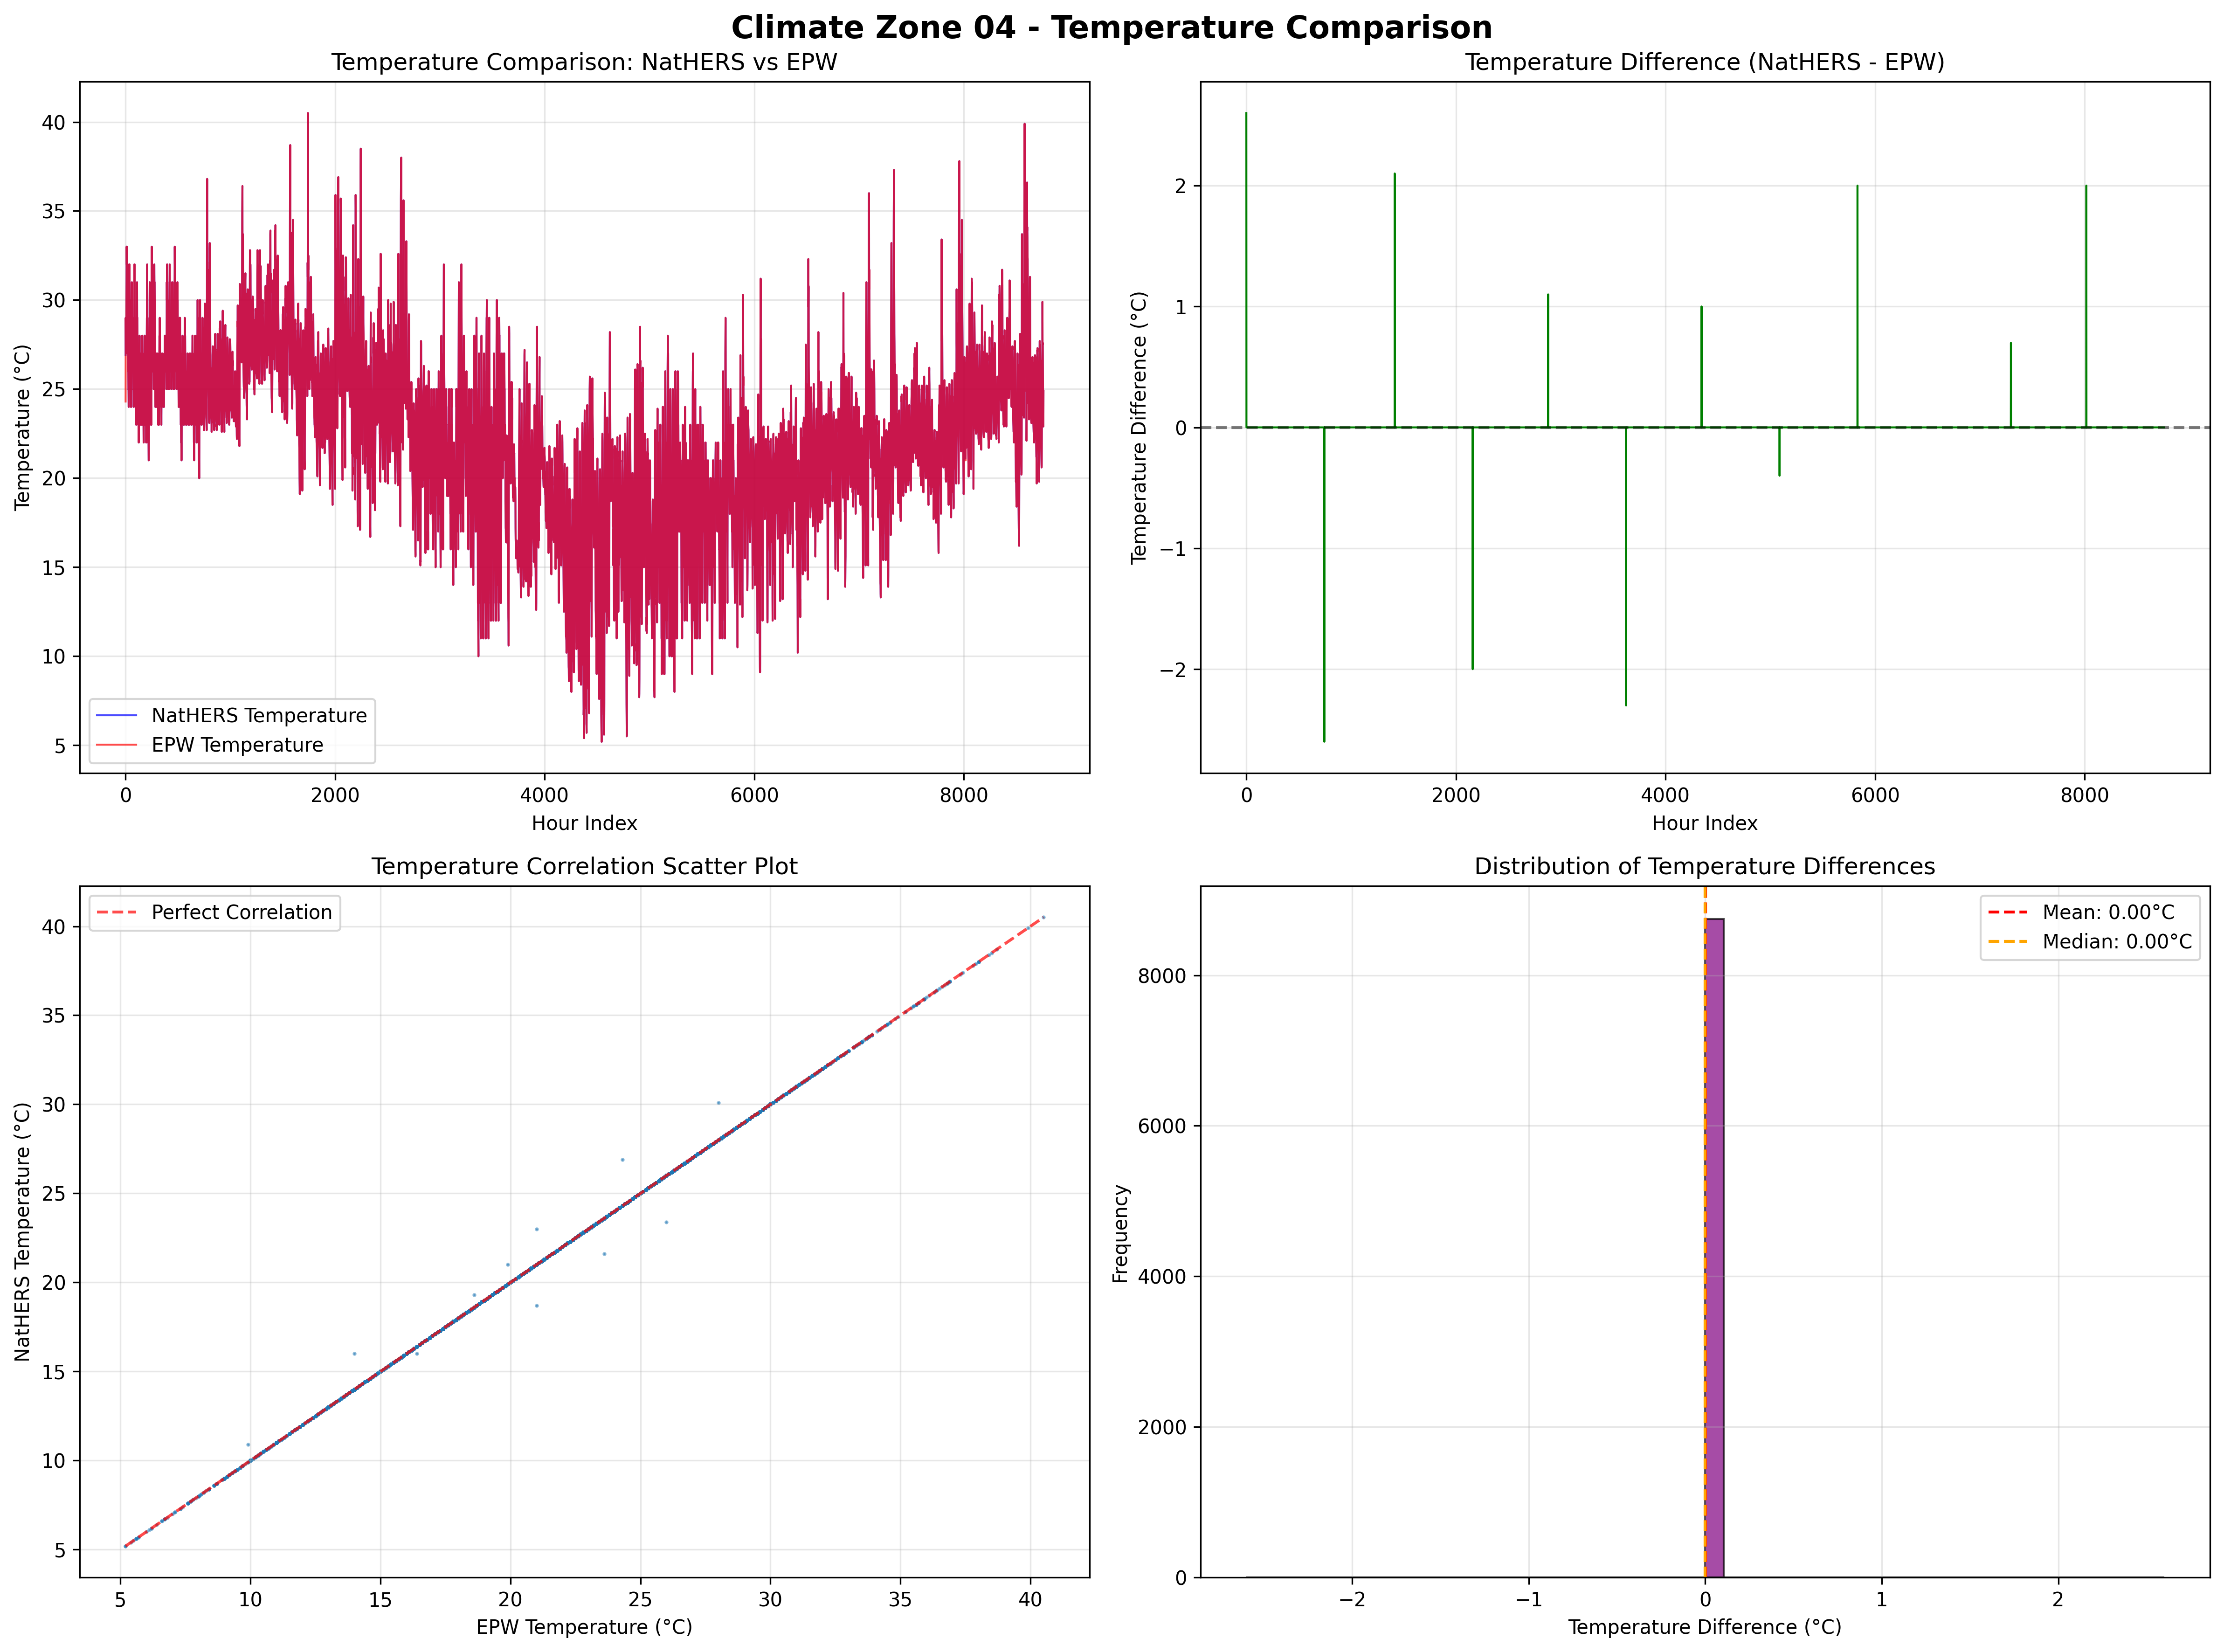 Climate Zone 04 - Temperature Comparison
Temperature Comparison: NatHERS vs EPW
Temperature (°C)
40
35
30
25
20
15
10
5
NatHERS Temperature
EPW Temperature
0 2000 4000 6000 8000
Hour Index
Temperature Difference (NatHERS - EPW)
Temperature Difference (°C)
2
1
0
−1
−2
0 2000 4000 6000 8000
Hour Index
Temperature Correlation Scatter Plot
Perfect Correlation
NatHERS Temperature (°C)
40
35
30
25
20
15
10
5
5 10 15 20 25 30 35 40
EPW Temperature (°C)
Distribution of Temperature Differences
Mean: 0.00°C
Median: 0.00°C
Frequency
8000
6000
4000
2000
0
−2 −1 0 1 2
Temperature Difference (°C)